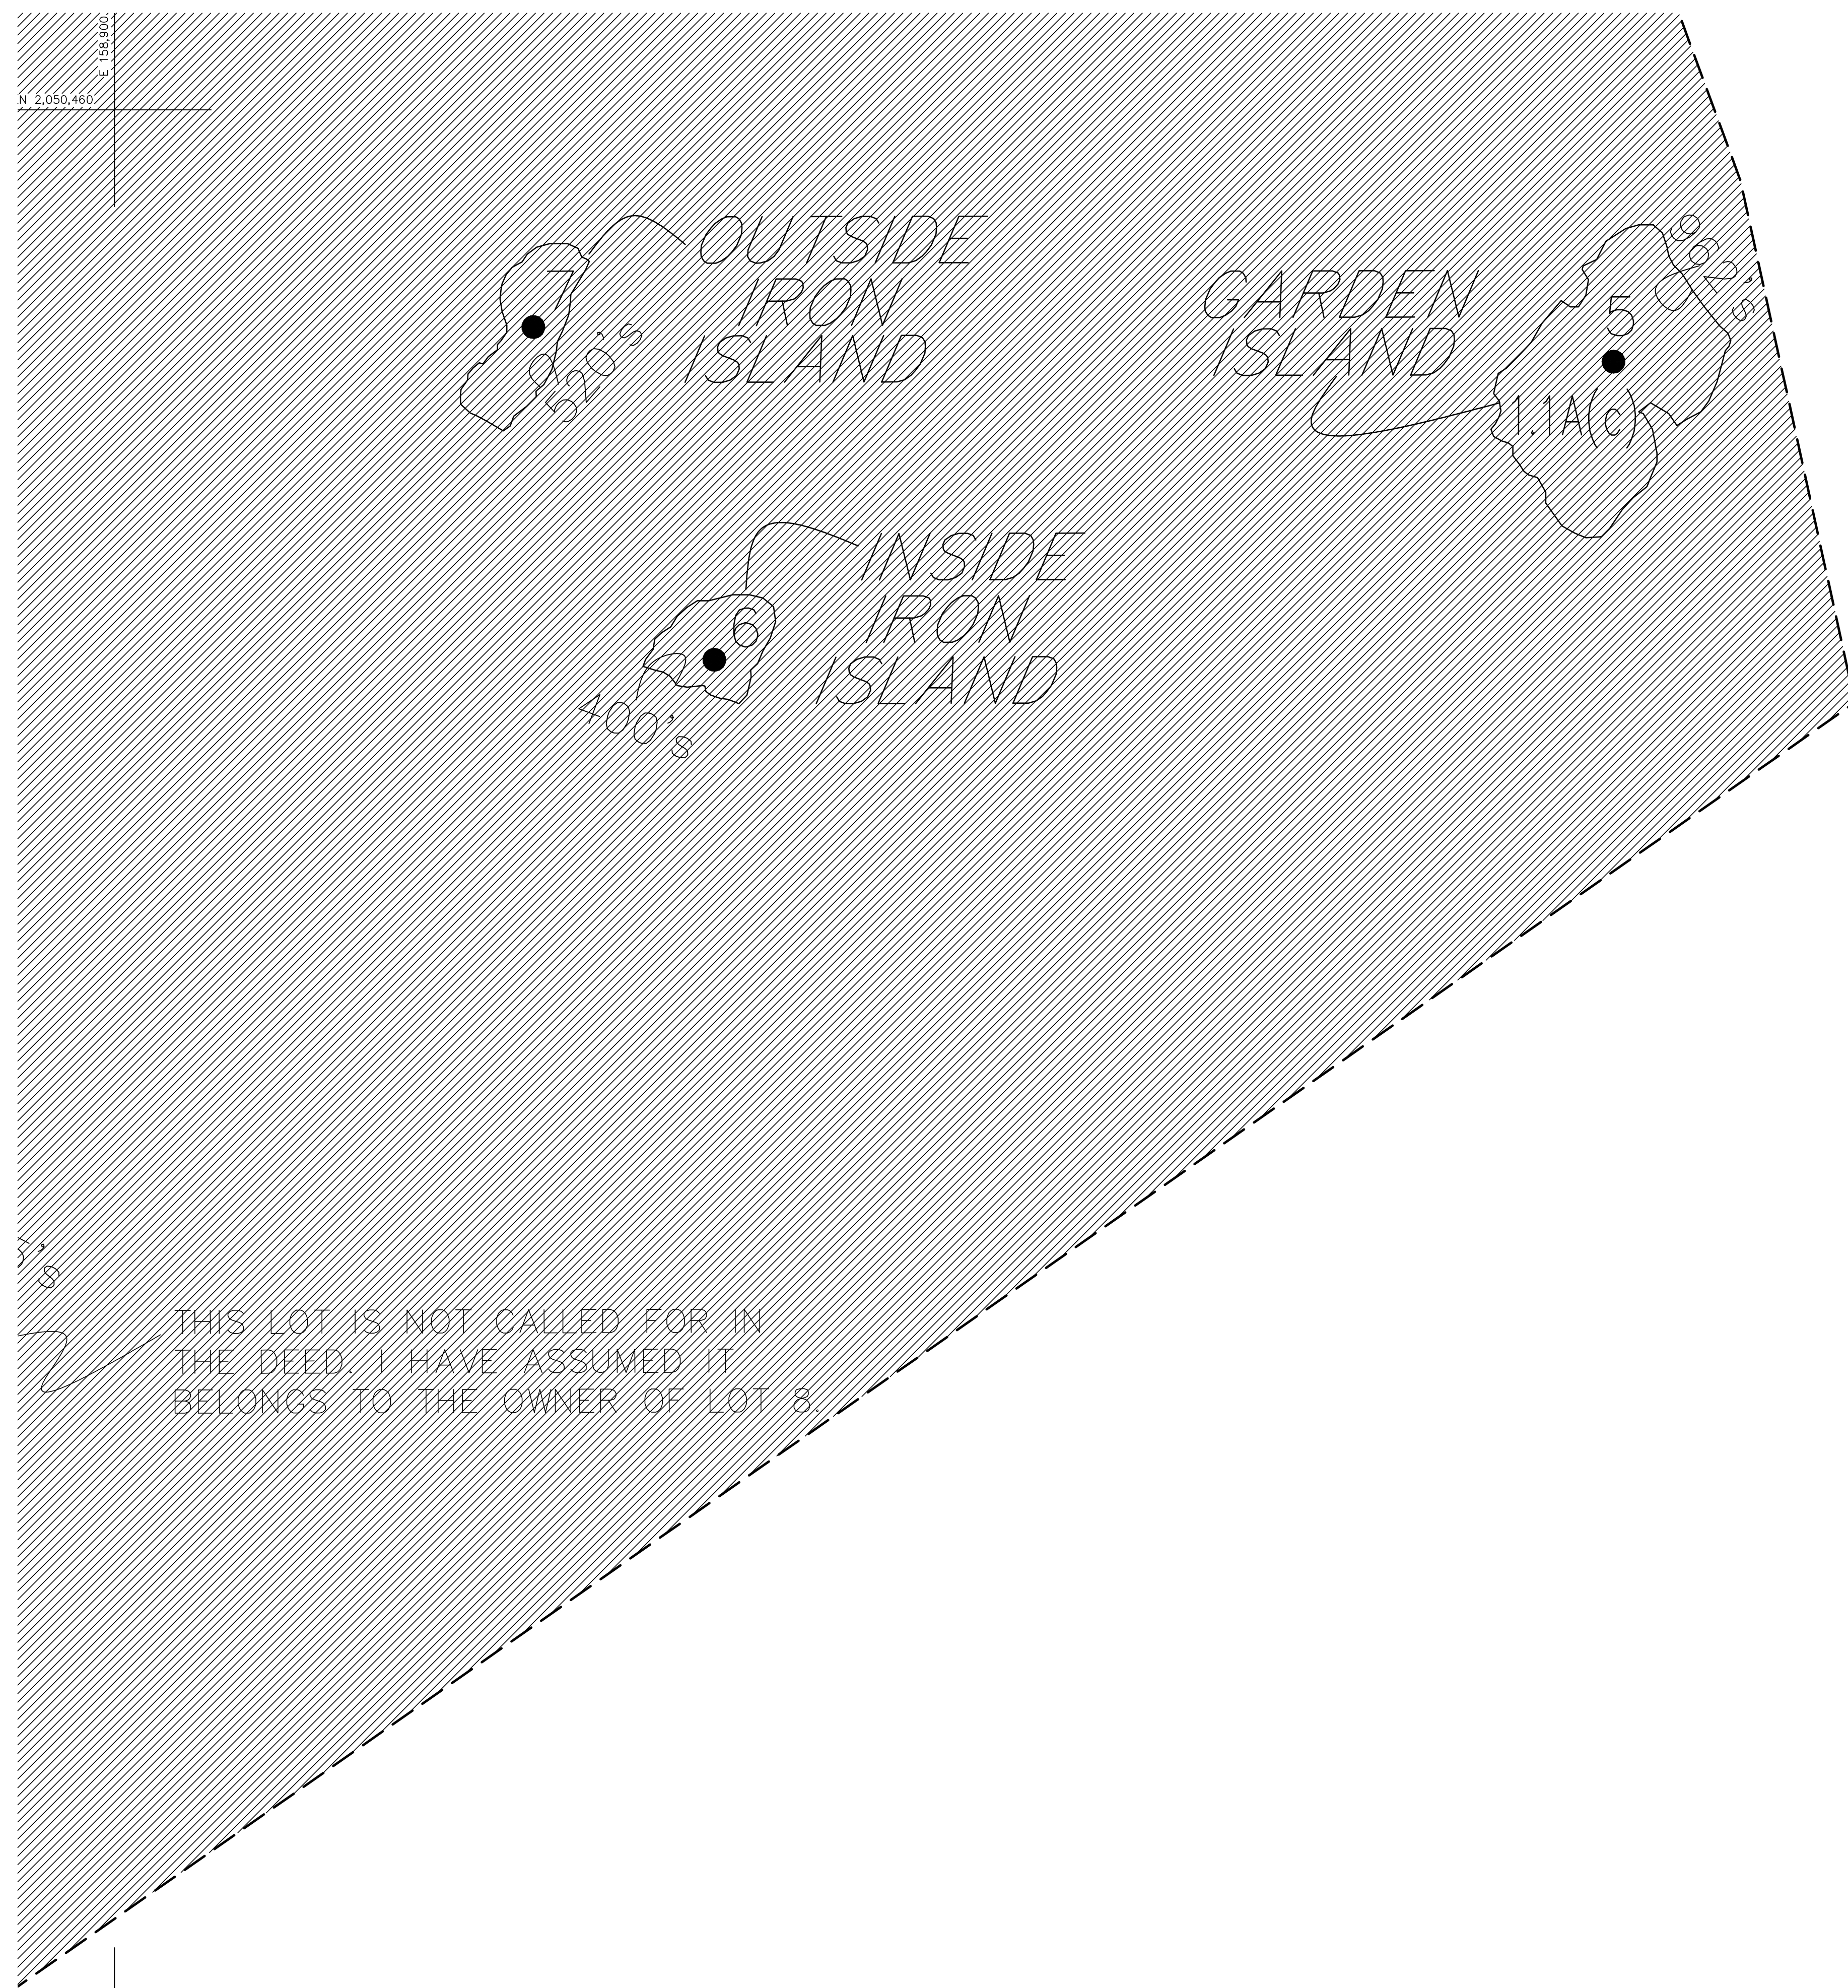 E 158,900
N 2,050,460
OUTSIDE
IRON
ISLAND
7
520's
GARDEN
ISLAND
5
1.1A(c)
982's
INSIDE
IRON
ISLAND
6
400's
's
THIS LOT IS NOT CALLED FOR IN
THE DEED. I HAVE ASSUMED IT
BELONGS TO THE OWNER OF LOT 8.